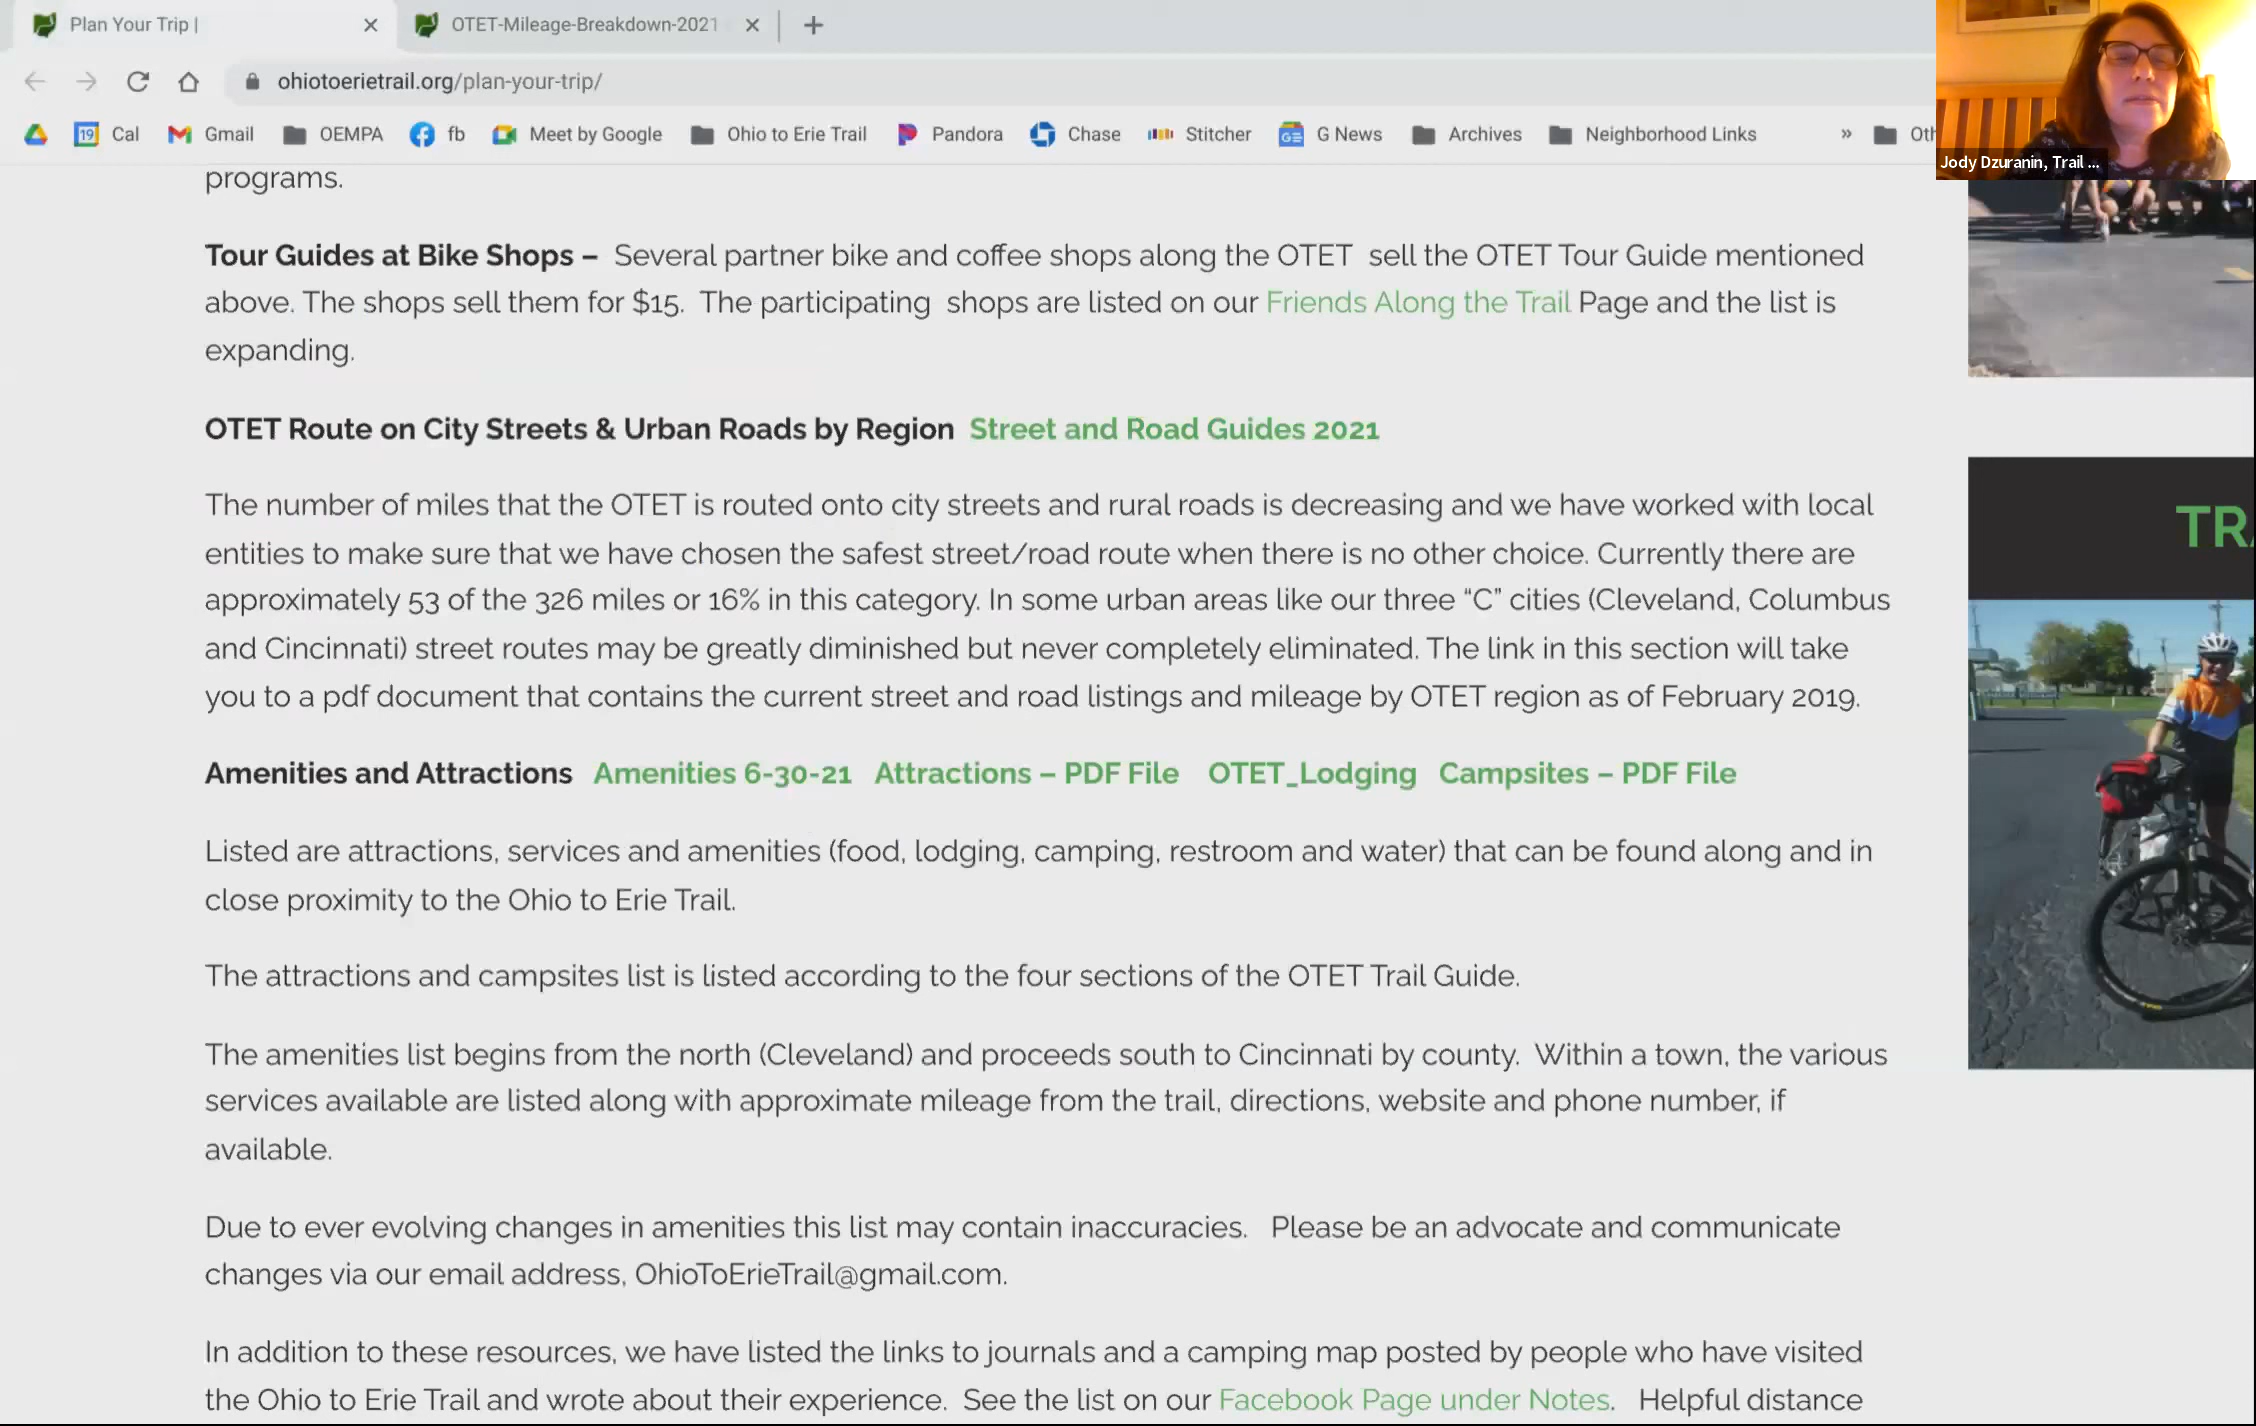 Plan Your Trip |
OTET-Mileage-Breakdown-2021
ohiotoerietrail.org/plan-your-trip/
19 Cal Gmail OEMPA fb Meet by Google Ohio to Erie Trail Pandora Chase Stitcher G News Archives Neighborhood Links » Oth
Jody Dzuranin, Trail ...
programs.
Tour Guides at Bike Shops – Several partner bike and coffee shops along the OTET sell the OTET Tour Guide mentioned
above. The shops sell them for $15. The participating shops are listed on our Friends Along the Trail Page and the list is
expanding.
OTET Route on City Streets & Urban Roads by Region Street and Road Guides 2021
TRA
The number of miles that the OTET is routed onto city streets and rural roads is decreasing and we have worked with local
entities to make sure that we have chosen the safest street/road route when there is no other choice. Currently there are
approximately 53 of the 326 miles or 16% in this category. In some urban areas like our three “C” cities (Cleveland, Columbus
and Cincinnati) street routes may be greatly diminished but never completely eliminated. The link in this section will take
you to a pdf document that contains the current street and road listings and mileage by OTET region as of February 2019.
Amenities and Attractions Amenities 6-30-21 Attractions – PDF File OTET_Lodging Campsites – PDF File
Listed are attractions, services and amenities (food, lodging, camping, restroom and water) that can be found along and in
close proximity to the Ohio to Erie Trail.
The attractions and campsites list is listed according to the four sections of the OTET Trail Guide.
The amenities list begins from the north (Cleveland) and proceeds south to Cincinnati by county. Within a town, the various
services available are listed along with approximate mileage from the trail, directions, website and phone number, if
available.
Due to ever evolving changes in amenities this list may contain inaccuracies. Please be an advocate and communicate
changes via our email address, OhioToErieTrail@gmail.com.
In addition to these resources, we have listed the links to journals and a camping map posted by people who have visited
the Ohio to Erie Trail and wrote about their experience. See the list on our Facebook Page under Notes. Helpful distance